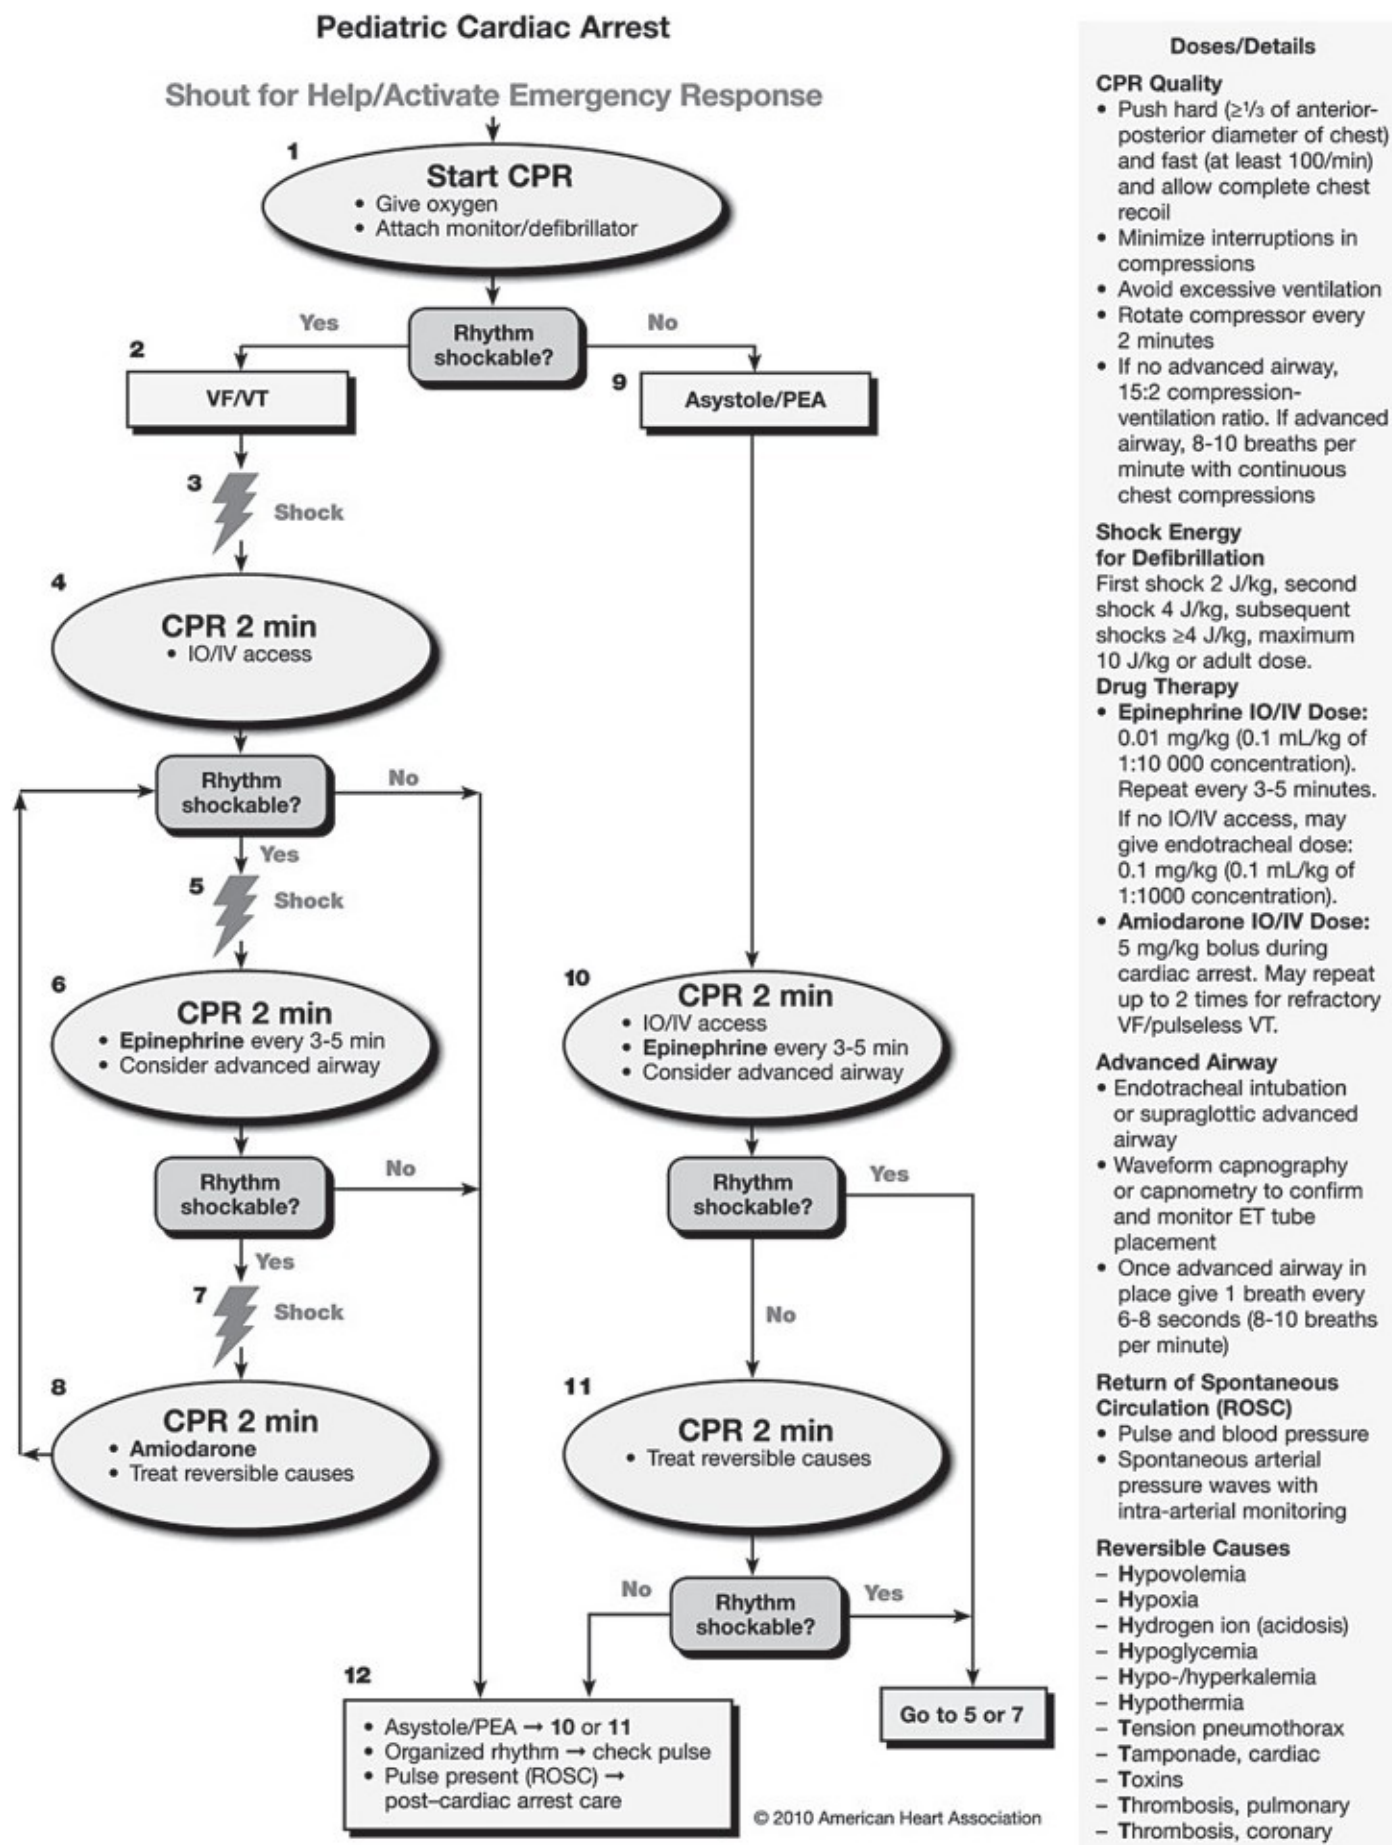 Pediatric Cardiac Arrest
Shout for Help/Activate Emergency Response
1
Start CPR
• Give oxygen
• Attach monitor/defibrillator
Rhythm
shockable?
Yes
No
2
VF/VT
9
Asystole/PEA
3
Shock
4
CPR 2 min
• IO/IV access
Rhythm
shockable?
No
Yes
5
Shock
6
CPR 2 min
• Epinephrine every 3-5 min
• Consider advanced airway
Rhythm
shockable?
No
Yes
7
Shock
8
CPR 2 min
• Amiodarone
• Treat reversible causes
10
CPR 2 min
• IO/IV access
• Epinephrine every 3-5 min
• Consider advanced airway
Rhythm
shockable?
Yes
No
11
CPR 2 min
• Treat reversible causes
Rhythm
shockable?
No
Yes
12
• Asystole/PEA → 10 or 11
• Organized rhythm → check pulse
• Pulse present (ROSC) →
post–cardiac arrest care
Go to 5 or 7
© 2010 American Heart Association
Doses/Details
CPR Quality
• Push hard (≥1/3 of anterior-
posterior diameter of chest)
and fast (at least 100/min)
and allow complete chest
recoil
• Minimize interruptions in
compressions
• Avoid excessive ventilation
• Rotate compressor every
2 minutes
• If no advanced airway,
15:2 compression-
ventilation ratio. If advanced
airway, 8-10 breaths per
minute with continuous
chest compressions
Shock Energy
for Defibrillation
First shock 2 J/kg, second
shock 4 J/kg, subsequent
shocks ≥4 J/kg, maximum
10 J/kg or adult dose.
Drug Therapy
• Epinephrine IO/IV Dose:
0.01 mg/kg (0.1 mL/kg of
1:10 000 concentration).
Repeat every 3-5 minutes.
If no IO/IV access, may
give endotracheal dose:
0.1 mg/kg (0.1 mL/kg of
1:1000 concentration).
• Amiodarone IO/IV Dose:
5 mg/kg bolus during
cardiac arrest. May repeat
up to 2 times for refractory
VF/pulseless VT.
Advanced Airway
• Endotracheal intubation
or supraglottic advanced
airway
• Waveform capnography
or capnometry to confirm
and monitor ET tube
placement
• Once advanced airway in
place give 1 breath every
6-8 seconds (8-10 breaths
per minute)
Return of Spontaneous
Circulation (ROSC)
• Pulse and blood pressure
• Spontaneous arterial
pressure waves with
intra-arterial monitoring
Reversible Causes
– Hypovolemia
– Hypoxia
– Hydrogen ion (acidosis)
– Hypoglycemia
– Hypo-/hyperkalemia
– Hypothermia
– Tension pneumothorax
– Tamponade, cardiac
– Toxins
– Thrombosis, pulmonary
– Thrombosis, coronary